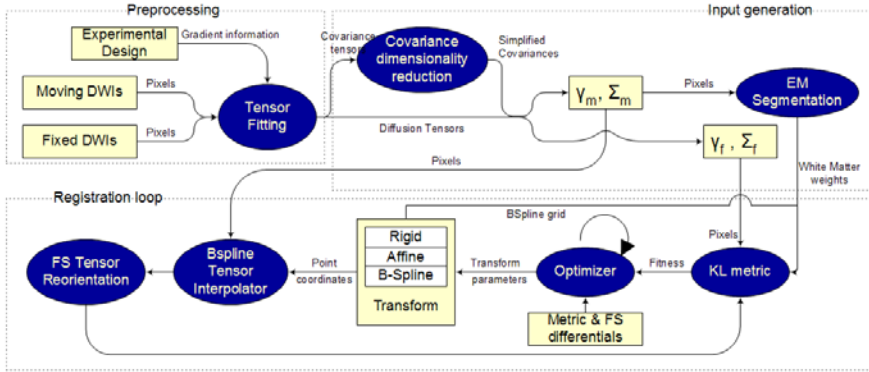 Preprocessing
Input generation
Experimental
Design
Gradient information
Covariance
tensor
Covariance
dimensionality
reduction
Simplified
Covariances
Moving DWIs
Pixels
Tensor
Fitting
γm, Σm
Pixels
EM
Segmentation
Fixed DWIs
Pixels
Diffusion Tensors
γf , Σf
Pixels
White Matter
weights
Registration loop
BSpline grid
Pixels
FS Tensor
Reorientation
Bspline
Tensor
Interpolator
Point
coordinates
Rigid
Affine
B-Spline
Transform
Transform
parameters
Optimizer
Fitness
KL metric
Metric & FS
differentials